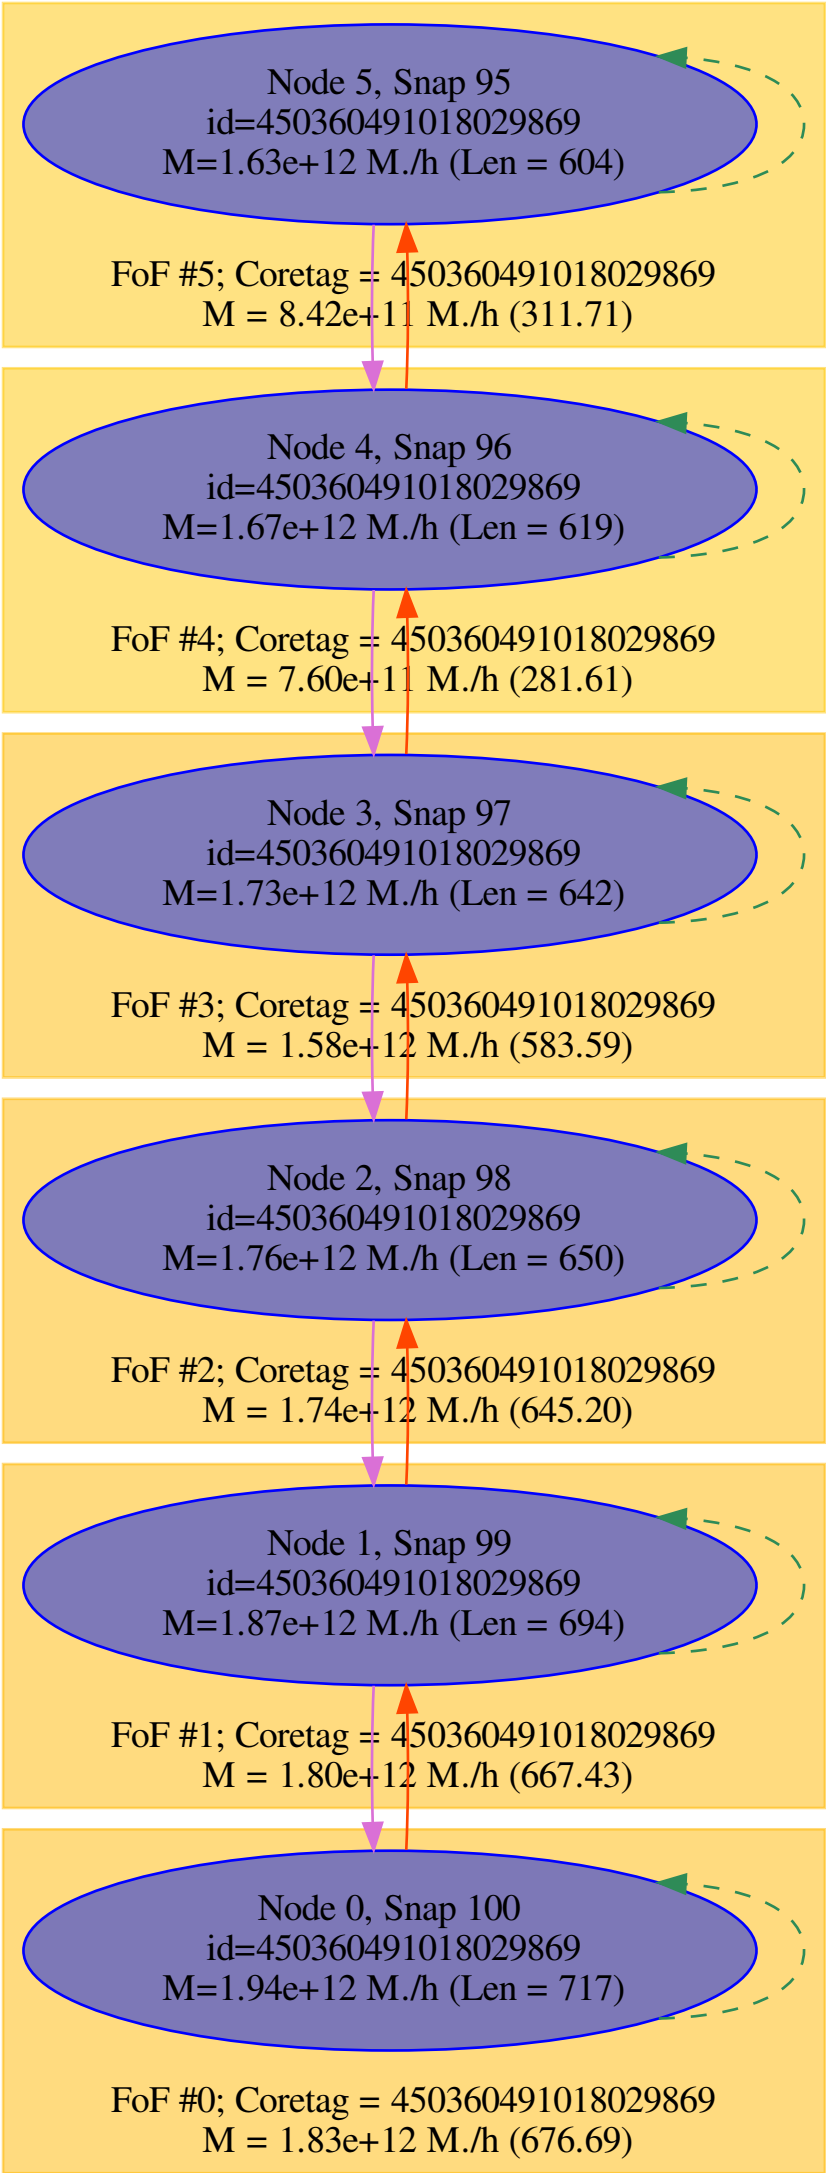 Node 5, Snap 95
id=450360491018029869
M=1.63e+12 M./h (Len = 604)
FoF #5; Coretag = 450360491018029869
M = 8.42e+11 M./h (311.71)
Node 4, Snap 96
id=450360491018029869
M=1.67e+12 M./h (Len = 619)
FoF #4; Coretag = 450360491018029869
M = 7.60e+11 M./h (281.61)
Node 3, Snap 97
id=450360491018029869
M=1.73e+12 M./h (Len = 642)
FoF #3; Coretag = 450360491018029869
M = 1.58e+12 M./h (583.59)
Node 2, Snap 98
id=450360491018029869
M=1.76e+12 M./h (Len = 650)
FoF #2; Coretag = 450360491018029869
M = 1.74e+12 M./h (645.20)
Node 1, Snap 99
id=450360491018029869
M=1.87e+12 M./h (Len = 694)
FoF #1; Coretag = 450360491018029869
M = 1.80e+12 M./h (667.43)
Node 0, Snap 100
id=450360491018029869
M=1.94e+12 M./h (Len = 717)
FoF #0; Coretag = 450360491018029869
M = 1.83e+12 M./h (676.69)